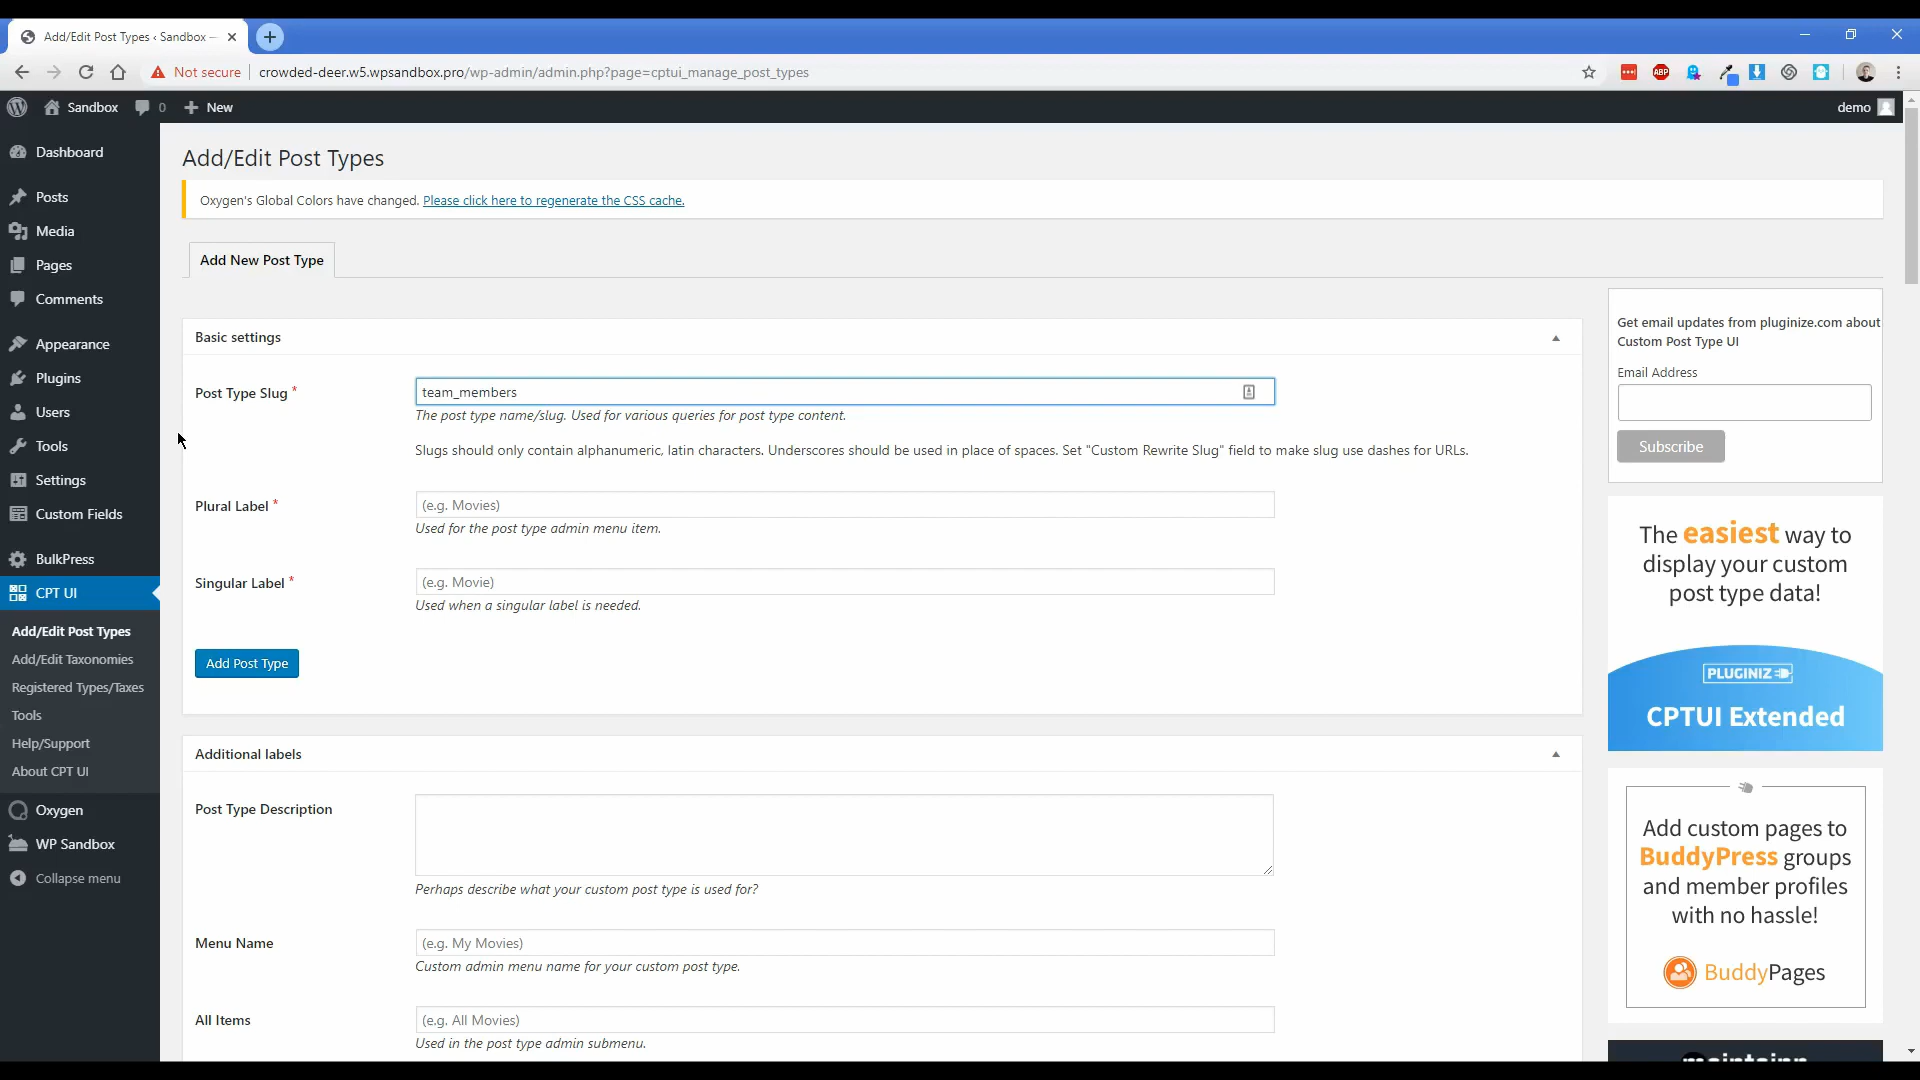 Add/Edit Post Types ‹ Sandbox —
Not secure
crowded-deer.w5.wpsandbox.pro/wp-admin/admin.php?page=cptui_manage_post_types
ABP
Sandbox
0
New
demo
Dashboard
Posts
Media
Pages
Comments
Appearance
Plugins
Users
Tools
Settings
Custom Fields
BulkPress
CPT UI
Add/Edit Post Types
Add/Edit Taxonomies
Registered Types/Taxes
Tools
Help/Support
About CPT UI
Oxygen
WP Sandbox
Collapse menu
Add/Edit Post Types
Oxygen's Global Colors have changed. Please click here to regenerate the CSS cache.
Add New Post Type
Basic settings
Post Type Slug *
team_members
The post type name/slug. Used for various queries for post type content.
Slugs should only contain alphanumeric, latin characters. Underscores should be used in place of spaces. Set "Custom Rewrite Slug" field to make slug use dashes for URLs.
Plural Label *
(e.g. Movies)
Used for the post type admin menu item.
Singular Label *
(e.g. Movie)
Used when a singular label is needed.
Add Post Type
Additional labels
Post Type Description
Perhaps describe what your custom post type is used for?
Menu Name
(e.g. My Movies)
Custom admin menu name for your custom post type.
All Items
(e.g. All Movies)
Used in the post type admin submenu.
Get email updates from pluginize.com about
Custom Post Type UI
Email Address
Subscribe
The easiest way to
display your custom
post type data!
PLUGINIZ
CPTUI Extended
Add custom pages to
BuddyPress groups
and member profiles
with no hassle!
BuddyPages